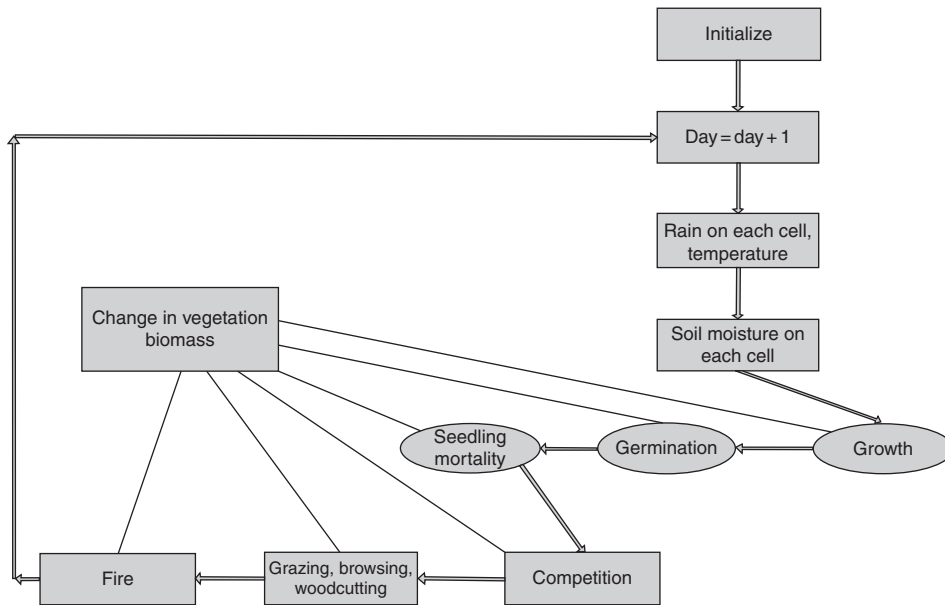 Initialize
Day = day + 1
Rain on each cell,
temperature
Soil moisture on
each cell
Change in vegetation
biomass
Seedling
mortality
Germination
Growth
Fire
Grazing, browsing,
woodcutting
Competition